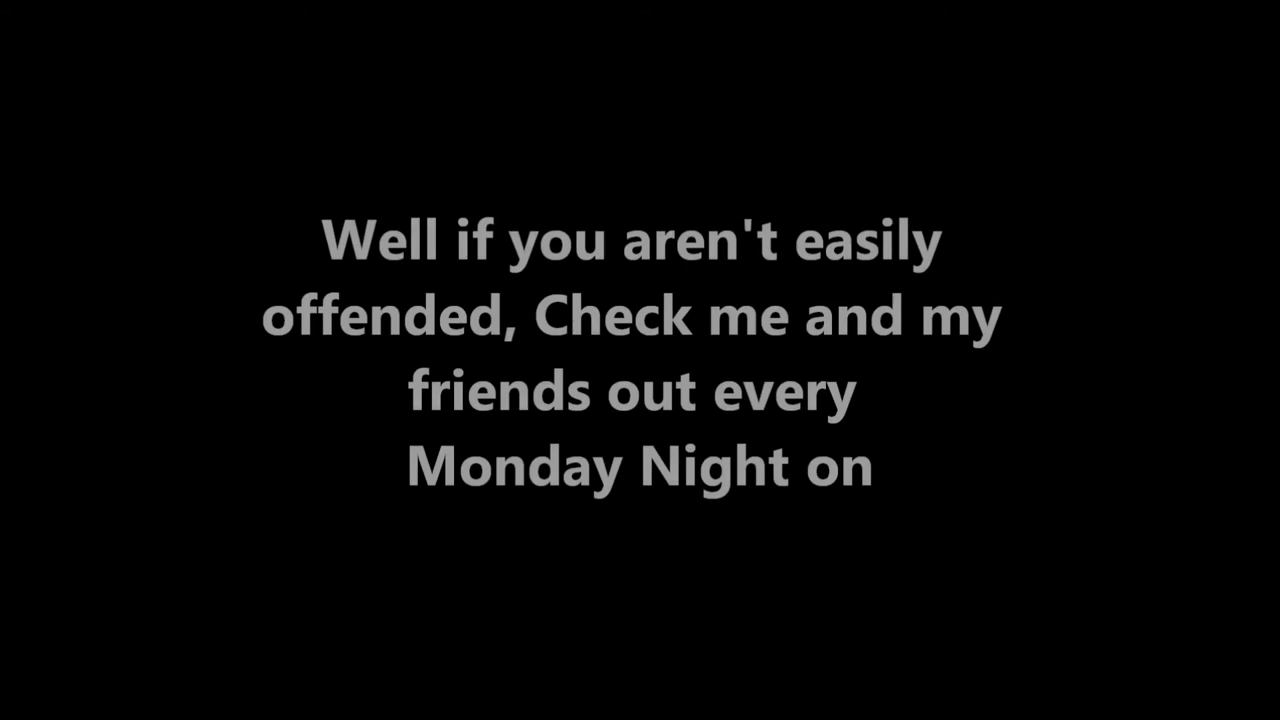 Well if you aren't easily
offended, Check me and my
friends out every
Monday Night on